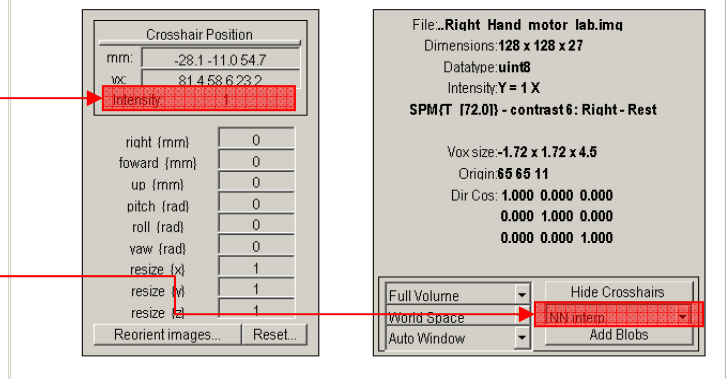 Crosshair Position
mm: -28.1 -11.0 54.7
vx: 81.4 58.6 23.2
Intensity: 1
right {mm} 0
foward {mm} 0
up {mm} 0
pitch {rad} 0
roll {rad} 0
yaw {rad} 0
resize {x} 1
resize {y} 1
resize {z} 1
Reorient images... Reset...
File:..Right Hand motor lab.img
Dimensions:128 x 128 x 27
Datatype:uint8
Intensity:Y = 1 X
SPM{T_[72.0]} - contrast 6: Right - Rest
Vox size:-1.72 x 1.72 x 4.5
Origin:65 65 11
Dir Cos: 1.000 0.000 0.000
0.000 1.000 0.000
0.000 0.000 1.000
Full Volume Hide Crosshairs
World Space NN interp.
Auto Window Add Blobs